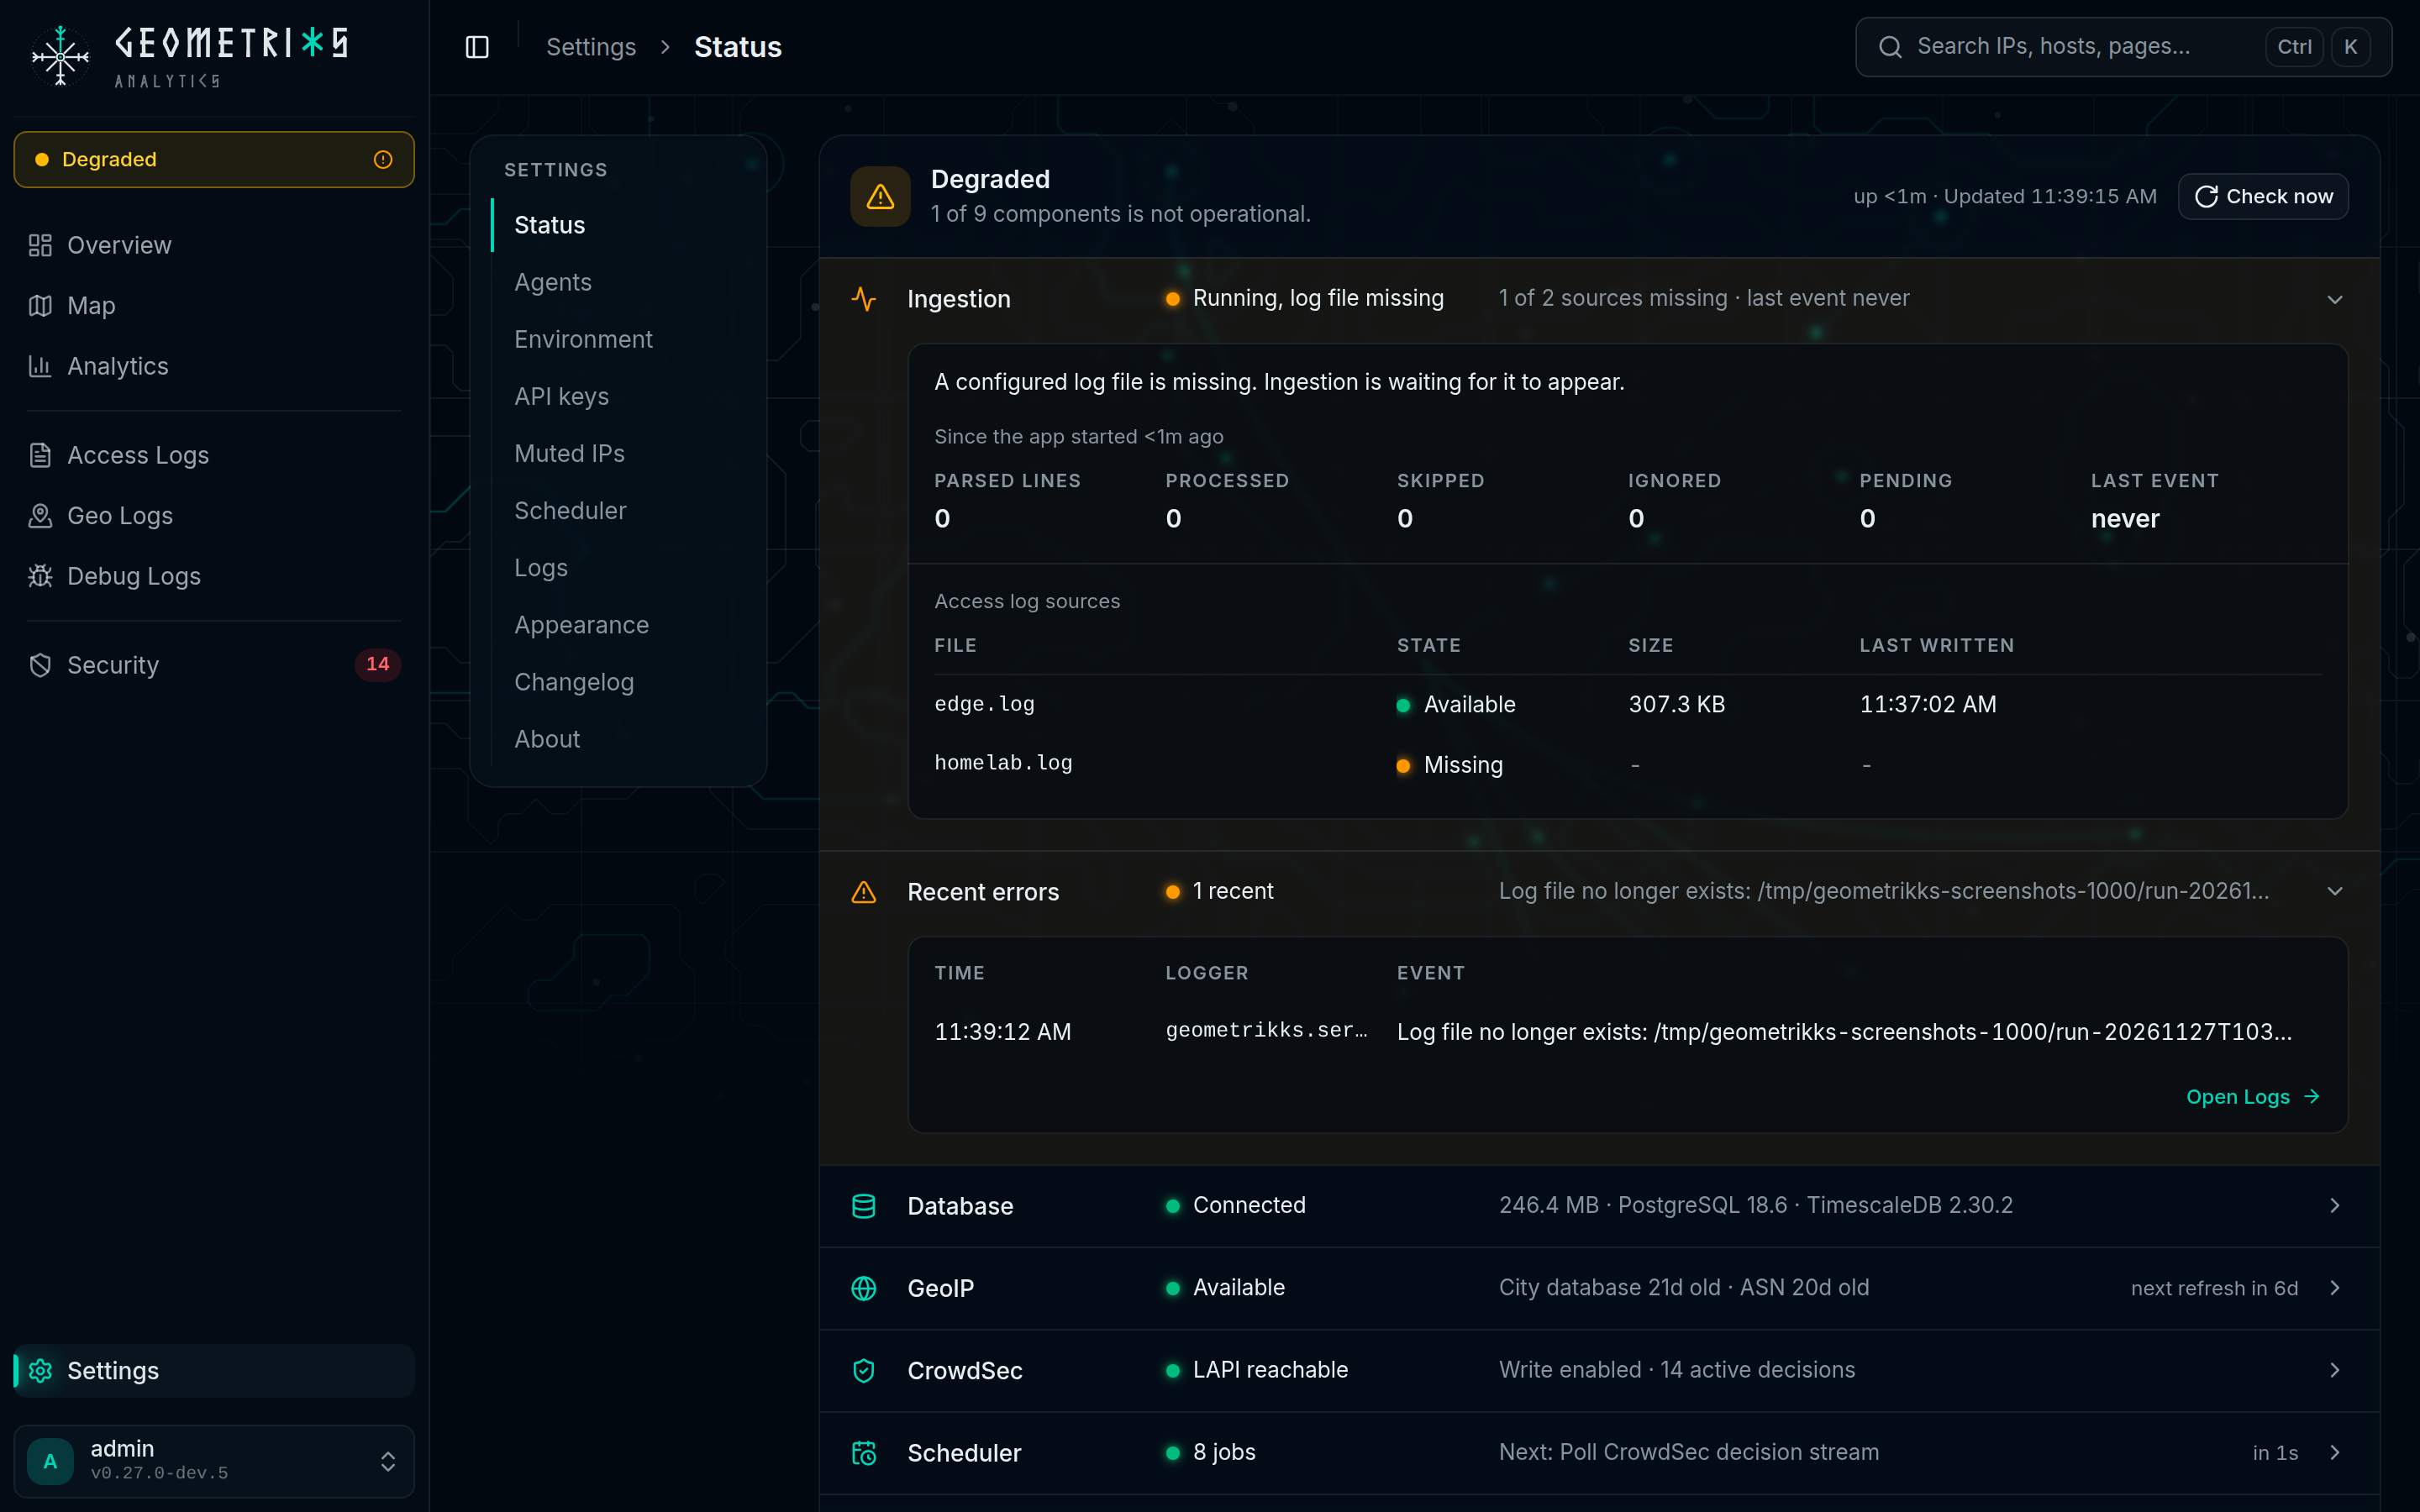 GEOMETRIKS
ANALYTICS
Degraded
Overview
Map
Analytics
Access Logs
Geo Logs
Debug Logs
Security 14
Settings
A admin
v0.27.0-dev.5
Settings > Status
Search IPs, hosts, pages... Ctrl K
SETTINGS
Status
Agents
Environment
API keys
Muted IPs
Scheduler
Logs
Appearance
Changelog
About
Degraded
1 of 9 components is not operational.
up <1m · Updated 11:39:15 AM Check now
Ingestion Running, log file missing 1 of 2 sources missing · last event never
A configured log file is missing. Ingestion is waiting for it to appear.
Since the app started <1m ago
PARSED LINES PROCESSED SKIPPED IGNORED PENDING LAST EVENT
0 0 0 0 0 never
Access log sources
FILE STATE SIZE LAST WRITTEN
edge.log Available 307.3 KB 11:37:02 AM
homelab.log Missing - -
Recent errors 1 recent Log file no longer exists: /tmp/geometrikks-screenshots-1000/run-20261...
TIME LOGGER EVENT
11:39:12 AM geometrikks.ser… Log file no longer exists: /tmp/geometrikks-screenshots-1000/run-20261127T103...
Open Logs →
Database Connected 246.4 MB · PostgreSQL 18.6 · TimescaleDB 2.30.2
GeoIP Available City database 21d old · ASN 20d old next refresh in 6d
CrowdSec LAPI reachable Write enabled · 14 active decisions
Scheduler 8 jobs Next: Poll CrowdSec decision stream in 1s